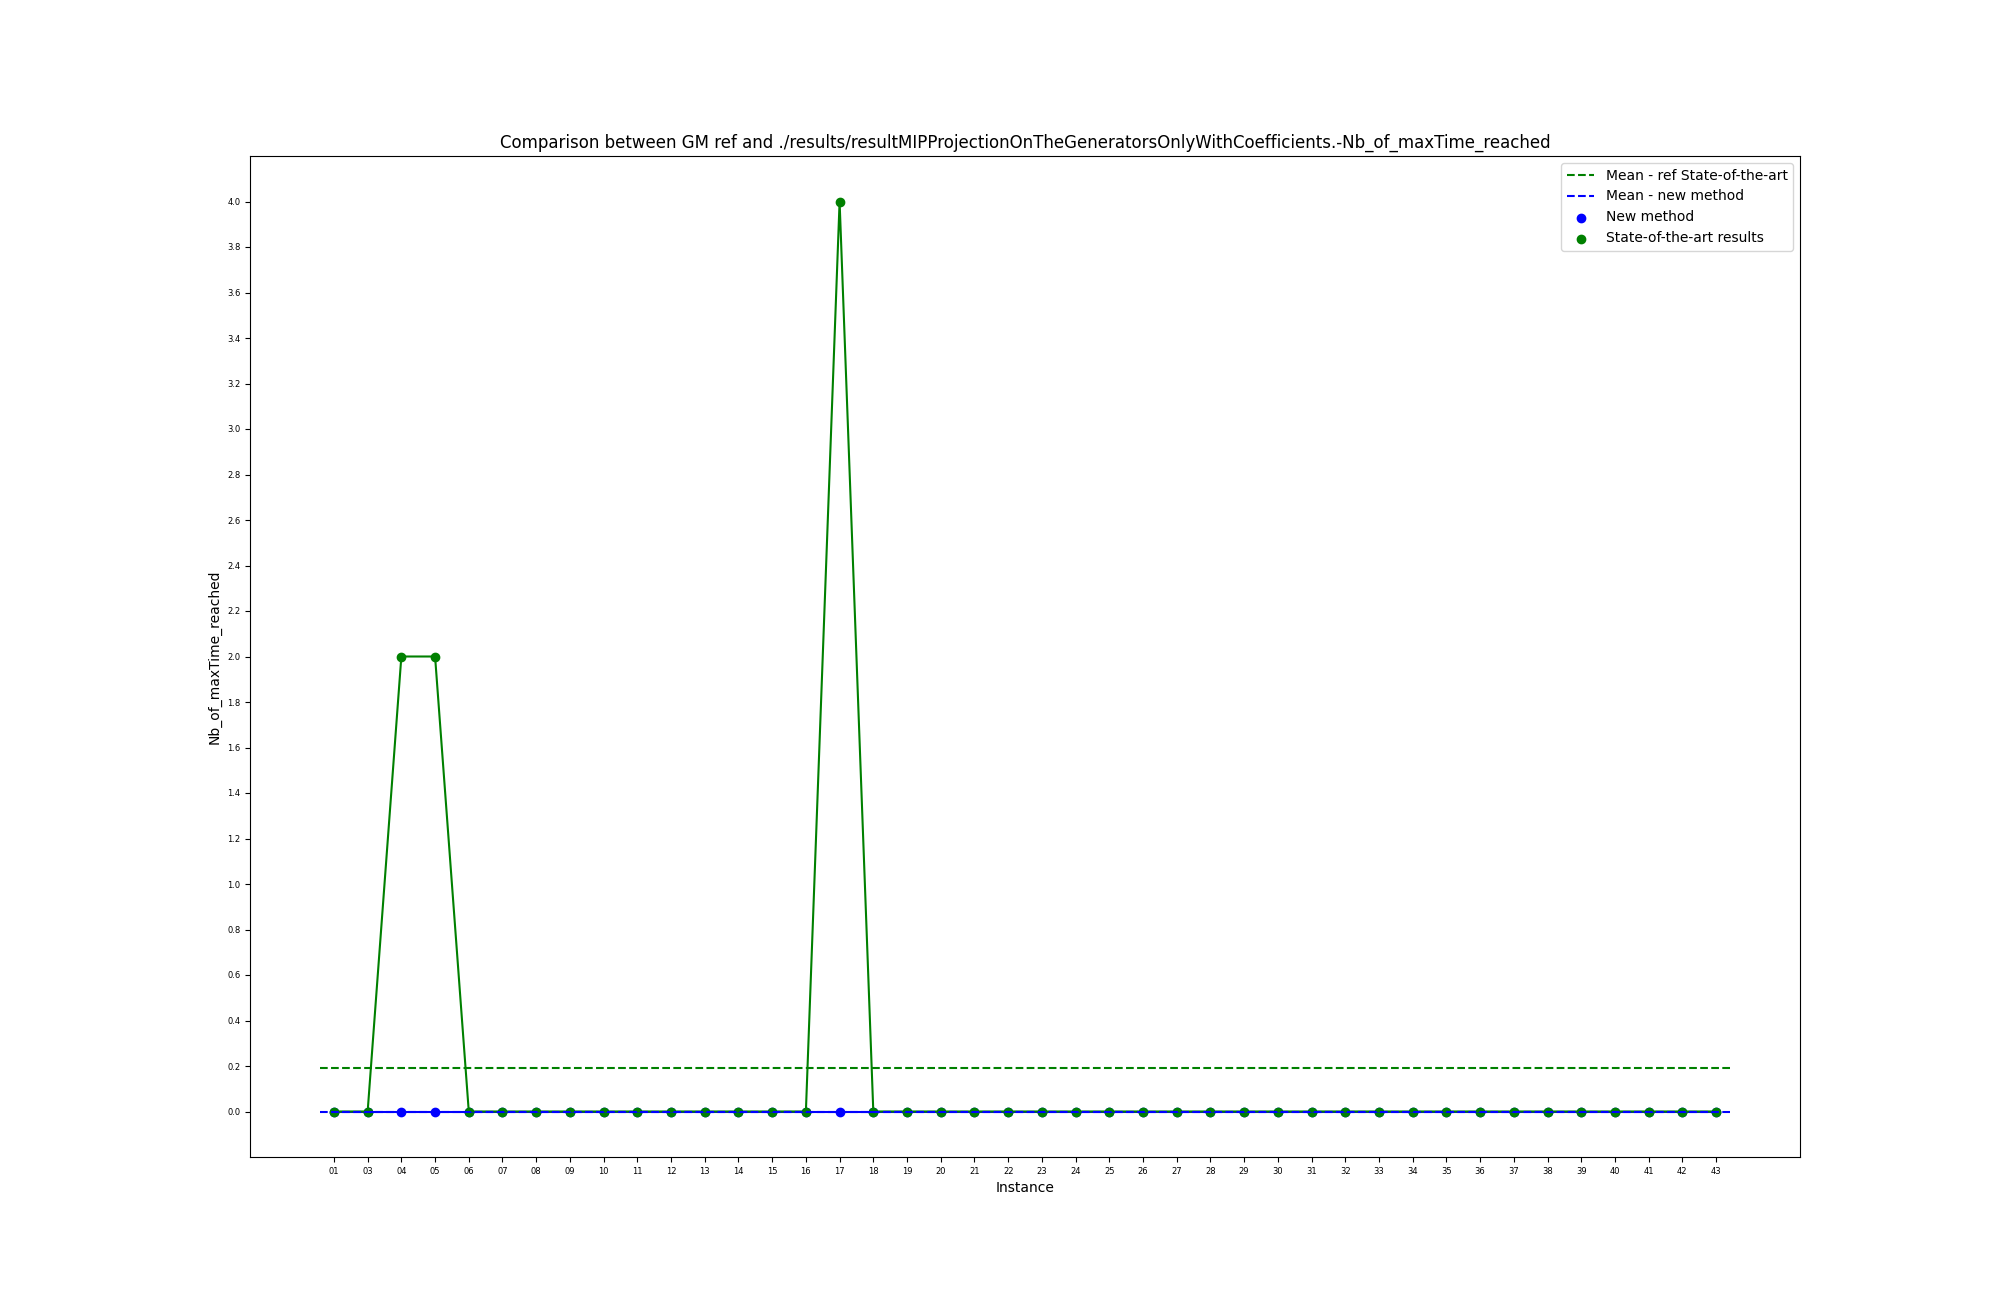 Comparison between GM ref and ./results/resultMIPProjectionOnTheGeneratorsOnlyWithCoefficients.-Nb_of_maxTime_reached
Mean - ref State-of-the-art
Mean - new method
New method
State-of-the-art results
4.0
3.8
3.6
3.4
3.2
3.0
2.8
2.6
2.4
2.2
2.0
1.8
1.6
1.4
1.2
1.0
0.8
0.6
0.4
0.2
0.0
Nb_of_maxTime_reached
01 03 04 05 06 07 08 09 10 11 12 13 14 15 16 17 18 19 20 21 22 23 24 25 26 27 28 29 30 31 32 33 34 35 36 37 38 39 40 41 42 43
Instance